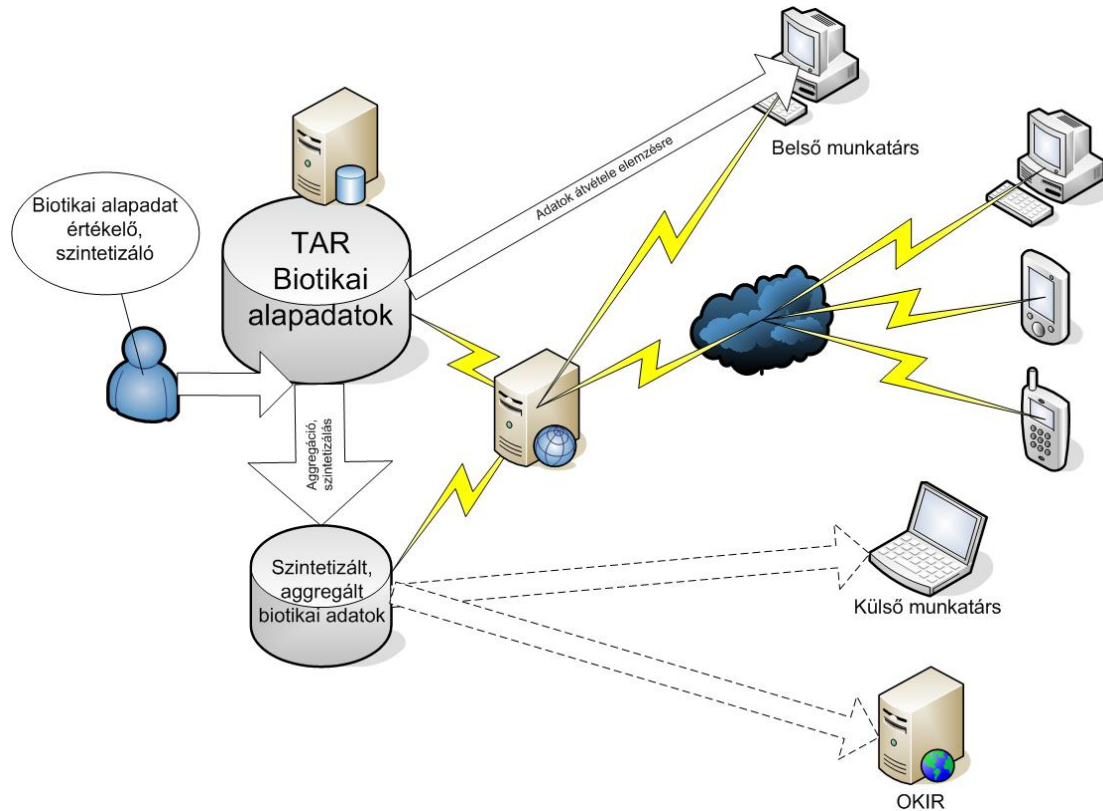 Belső munkatárs
Adatok átvétele elemzésre
Biotikai alapadat
értékelő,
szintetizáló
TAR
Biotikai
alapadatok
Aggregáció,
szintetizálás
Szintetizált,
aggregált
biotikai adatok
Külső munkatárs
OKIR